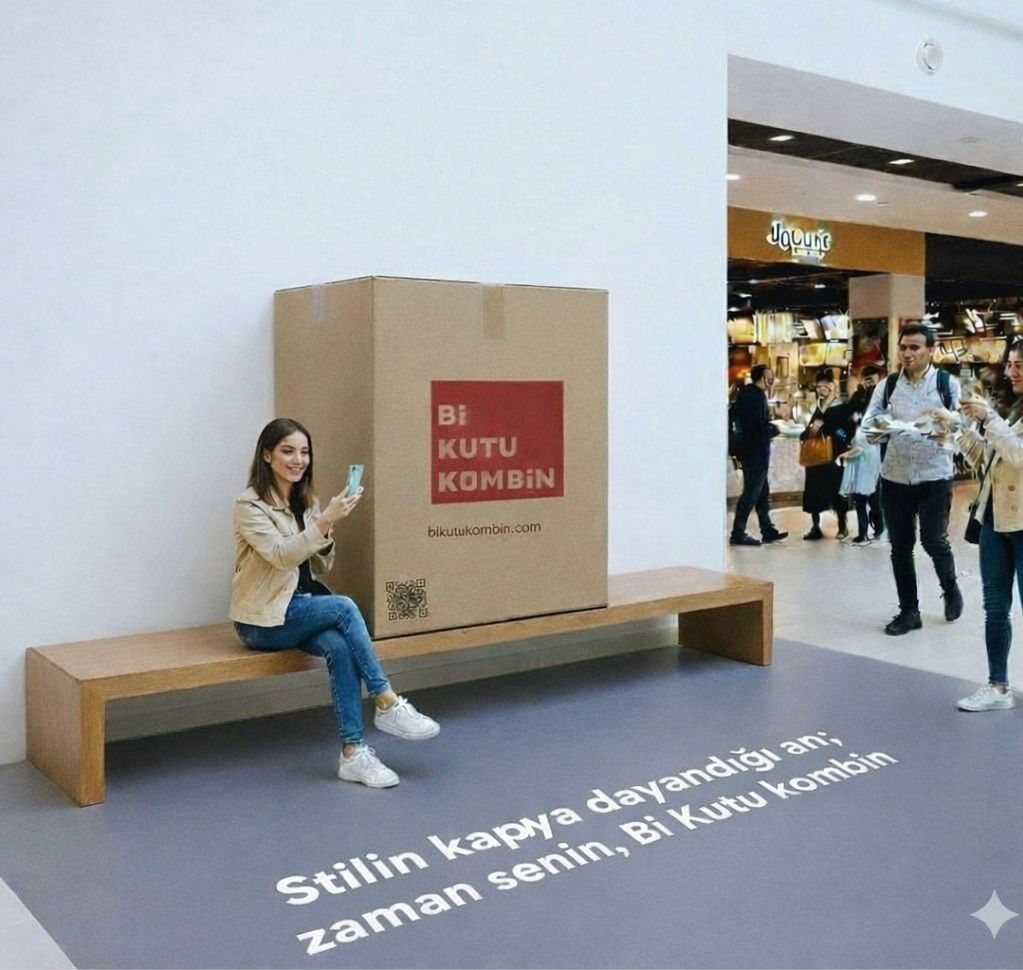 Bi
KUTU
KOMBiN
bikutukombin.com
Stilin kapıya dayandığı an;
zaman senin, Bi Kutu kombin